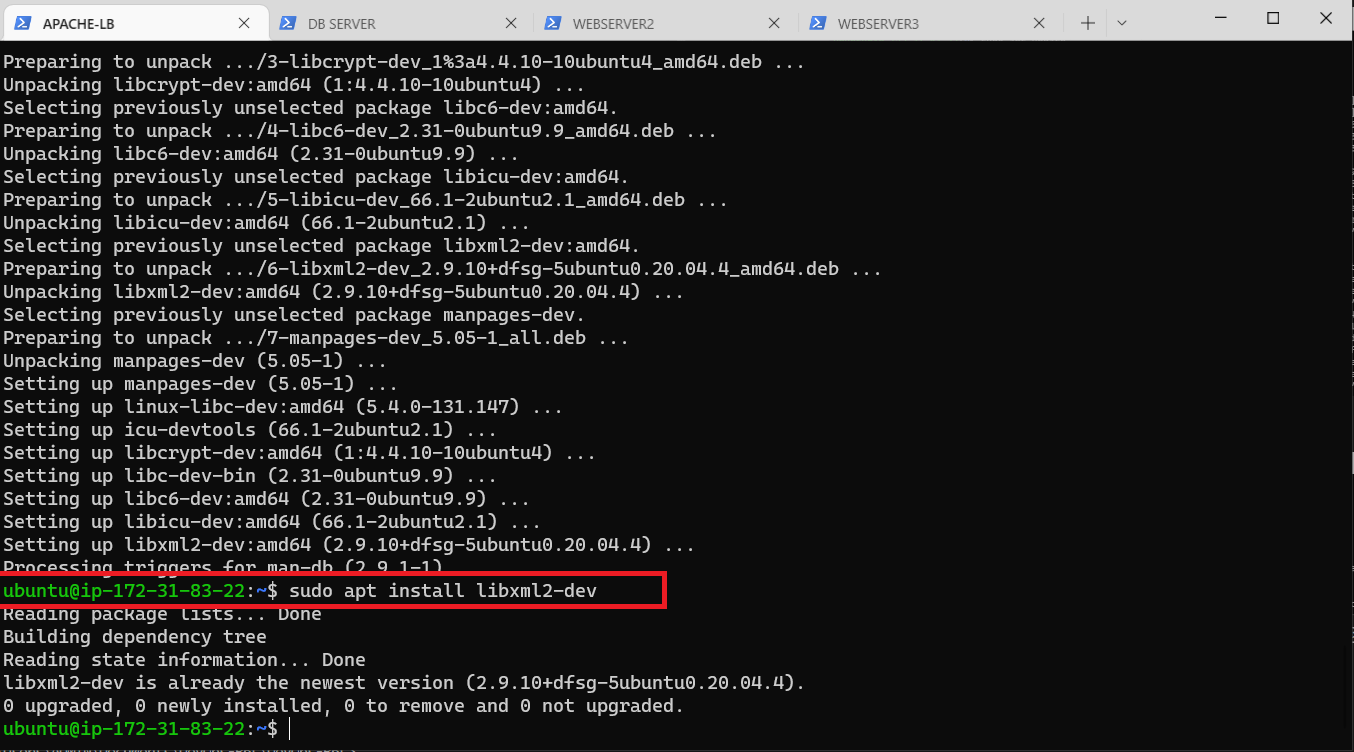 APACHE-LB
DB SERVER
WEBSERVER2
WEBSERVER3
Preparing to unpack .../3-libcrypt-dev_1%3a4.4.10-10ubuntu4_amd64.deb ...
Unpacking libcrypt-dev:amd64 (1:4.4.10-10ubuntu4) ...
Selecting previously unselected package libc6-dev:amd64.
Preparing to unpack .../4-libc6-dev_2.31-0ubuntu9.9_amd64.deb ...
Unpacking libc6-dev:amd64 (2.31-0ubuntu9.9) ...
Selecting previously unselected package libicu-dev:amd64.
Preparing to unpack .../5-libicu-dev_66.1-2ubuntu2.1_amd64.deb ...
Unpacking libicu-dev:amd64 (66.1-2ubuntu2.1) ...
Selecting previously unselected package libxml2-dev:amd64.
Preparing to unpack .../6-libxml2-dev_2.9.10+dfsg-5ubuntu0.20.04.4_amd64.deb ...
Unpacking libxml2-dev:amd64 (2.9.10+dfsg-5ubuntu0.20.04.4) ...
Selecting previously unselected package manpages-dev.
Preparing to unpack .../7-manpages-dev_5.05-1_all.deb ...
Unpacking manpages-dev (5.05-1) ...
Setting up manpages-dev (5.05-1) ...
Setting up linux-libc-dev:amd64 (5.4.0-131.147) ...
Setting up icu-devtools (66.1-2ubuntu2.1) ...
Setting up libcrypt-dev:amd64 (1:4.4.10-10ubuntu4) ...
Setting up libc-dev-bin (2.31-0ubuntu9.9) ...
Setting up libc6-dev:amd64 (2.31-0ubuntu9.9) ...
Setting up libicu-dev:amd64 (66.1-2ubuntu2.1) ...
Setting up libxml2-dev:amd64 (2.9.10+dfsg-5ubuntu0.20.04.4) ...
Processing triggers for man-db (2.9.1-1)
ubuntu@ip-172-31-83-22:~$ sudo apt install libxml2-dev
Reading package lists... Done
Building dependency tree
Reading state information... Done
libxml2-dev is already the newest version (2.9.10+dfsg-5ubuntu0.20.04.4).
0 upgraded, 0 newly installed, 0 to remove and 0 not upgraded.
ubuntu@ip-172-31-83-22:~$